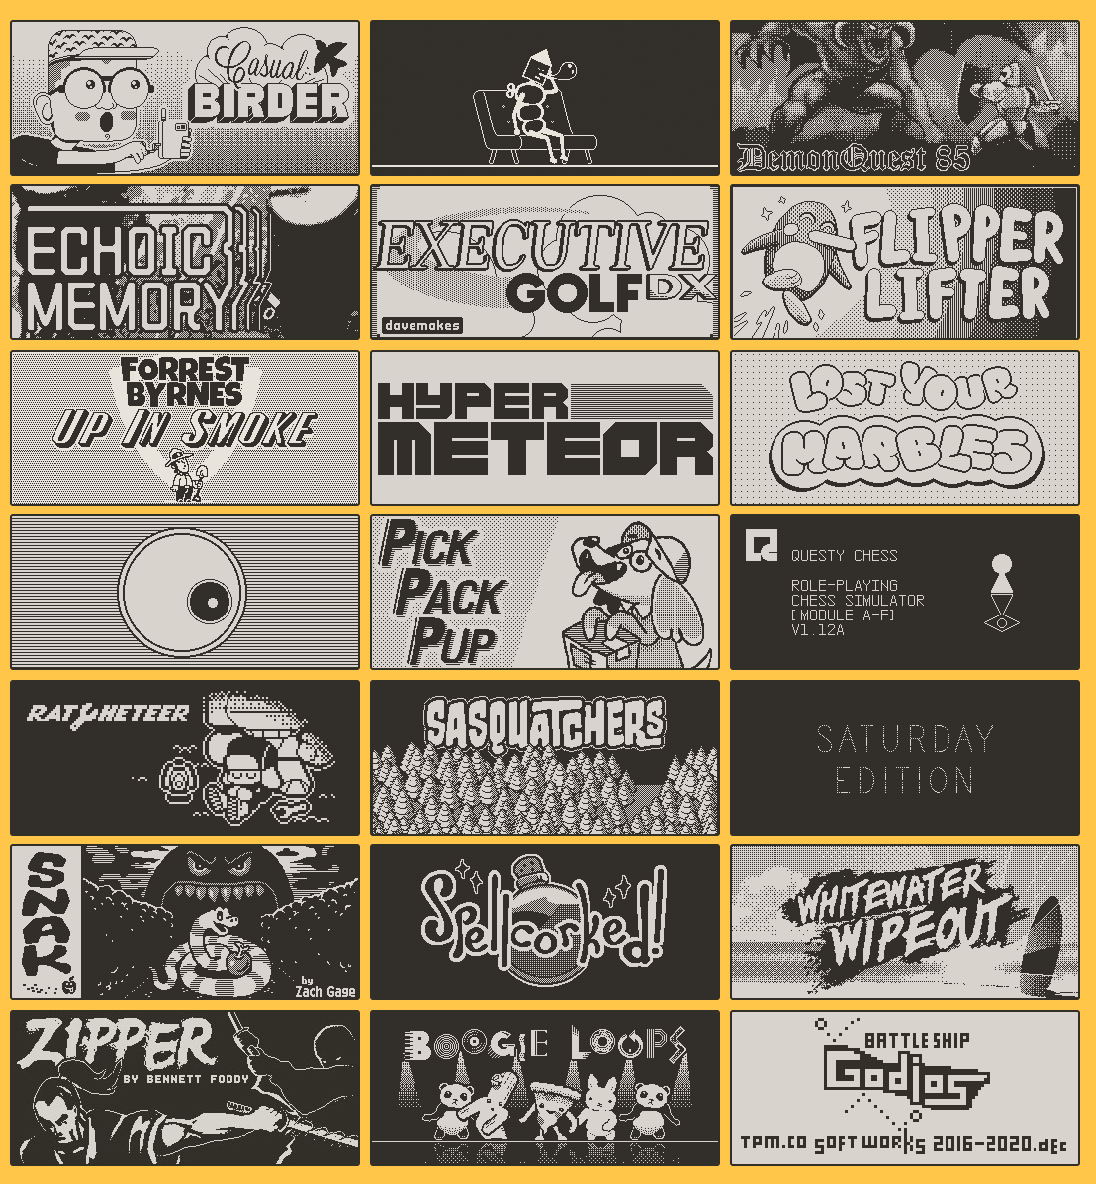 Casual
BIRDER
DemonQuest 85
ECHOIC
MEMORY
EXECUTIVE
GOLF DX
davemakes
FLIPPER
LIFTER
FORREST
BYRNES
UP IN SMOKE
HYPER
METEOR
LOST YOUR
MARBLES
PICK
PACK
PUP
QUESTY CHESS
ROLE-PLAYING
CHESS SIMULATOR
[MODULE A-F]
V1.12A
RATCHETEER
SASQUATCHERS
SATURDAY
EDITION
SNAK
by
Zach Gage
Spellcorked!
WHITEWATER
WIPEOUT
ZIPPER
BY BENNETT FODDY
BOOGIE LOOPS
BATTLESHIP
Godios
TPM.CO SOFT WORKS 2016-2020.dec